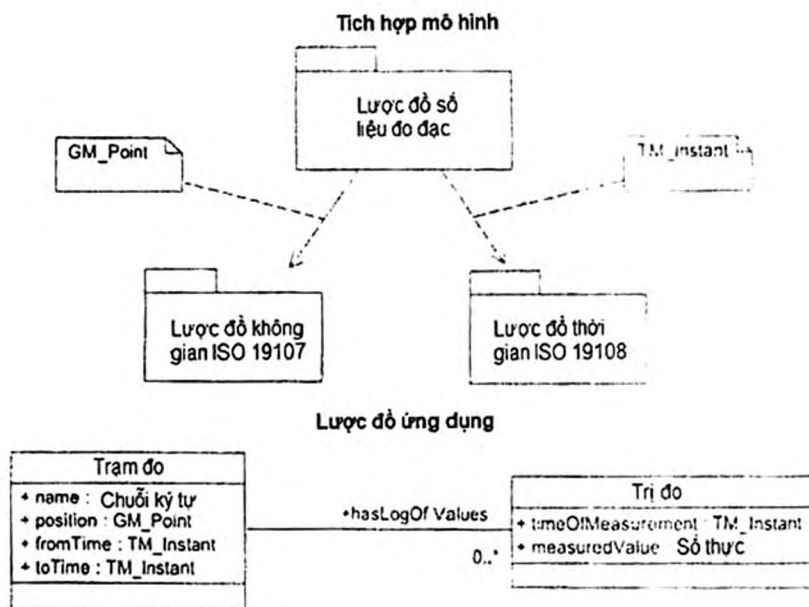 Tích hợp mô hình
Lược đồ số
liệu đo đạc
GM_Point
TM_Instant
Lược đồ không
gian ISO 19107
Lược đồ thời
gian ISO 19108
Lược đồ ứng dụng
Trạm đo
+ name : Chuỗi ký tự
+ position : GM_Point
+ fromTime : TM_Instant
+ toTime : TM_Instant
+hasLogOf Values
0..*
Trị đo
+ timeOfMeasurement : TM_Instant
+ measuredValue Số thực